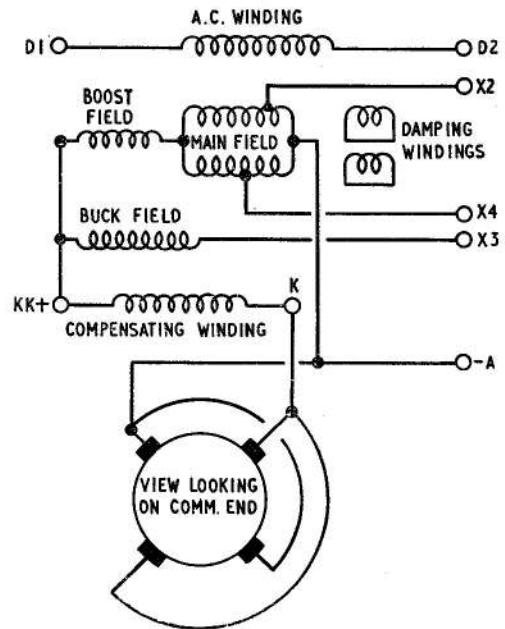 A.C. WINDING
D1
D2
X2
BOOST
FIELD
MAIN FIELD
DAMPING
WINDINGS
X4
BUCK FIELD
X3
KK+
K
COMPENSATING WINDING
-A
VIEW LOOKING
ON COMM. END